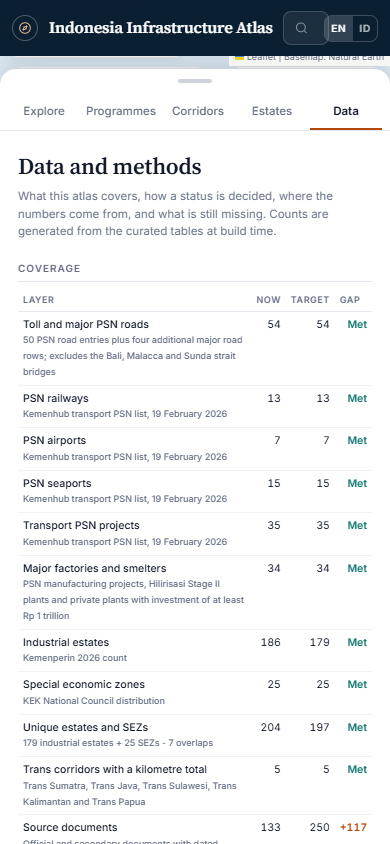 Indonesia Infrastructure Atlas
EN ID
Leaflet | Basemap: Natural Earth
Explore Programmes Corridors Estates Data
Data and methods
What this atlas covers, how a status is decided, where the
numbers come from, and what is still missing. Counts are
generated from the curated tables at build time.
COVERAGE
LAYER NOW TARGET GAP
Toll and major PSN roads 54 54 Met
50 PSN road entries plus four additional major road
rows; excludes the Bali, Malacca and Sunda strait
bridges
PSN railways 13 13 Met
Kemenhub transport PSN list, 19 February 2026
PSN airports 7 7 Met
Kemenhub transport PSN list, 19 February 2026
PSN seaports 15 15 Met
Kemenhub transport PSN list, 19 February 2026
Transport PSN projects 35 35 Met
Kemenhub transport PSN list, 19 February 2026
Major factories and smelters 34 34 Met
PSN manufacturing projects, Hilirisasi Stage II
plants and private plants with investment of at least
Rp 1 trillion
Industrial estates 186 179 Met
Kemenperin 2026 count
Special economic zones 25 25 Met
KEK National Council distribution
Unique estates and SEZs 204 197 Met
179 industrial estates + 25 SEZs - 7 overlaps
Trans corridors with a kilometre total 5 5 Met
Trans Sumatra, Trans Java, Trans Sulawesi, Trans
Kalimantan and Trans Papua
Source documents 133 250 +117
Official and secondary documents with dated